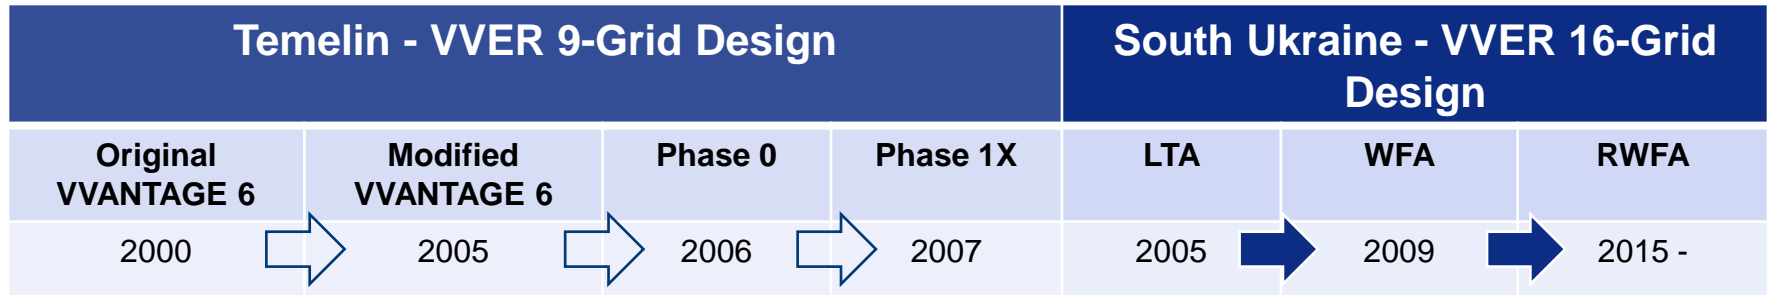 Temelin - VVER 9-Grid Design
South Ukraine - VVER 16-Grid
Design
Original
VVANTAGE 6
Modified
VVANTAGE 6
Phase 0
Phase 1X
LTA
WFA
RWFA
2000
2005
2006
2007
2005
2009
2015 -